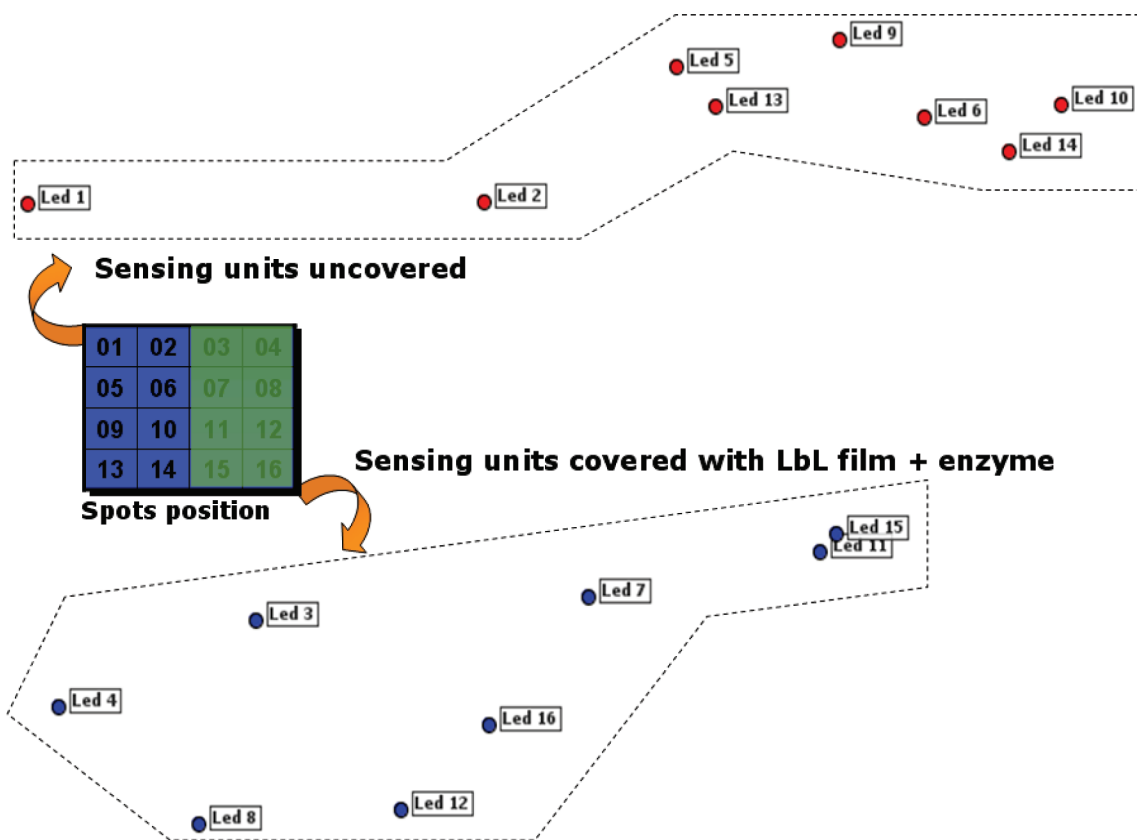 Led 9
Led 5
Led 13
Led 6
Led 10
Led 14
Led 1
Led 2
Sensing units uncovered
01 02 03 04
05 06 07 08
09 10 11 12
13 14 15 16
Spots position
Sensing units covered with LbL film + enzyme
Led 15
Led 11
Led 7
Led 3
Led 4
Led 16
Led 12
Led 8